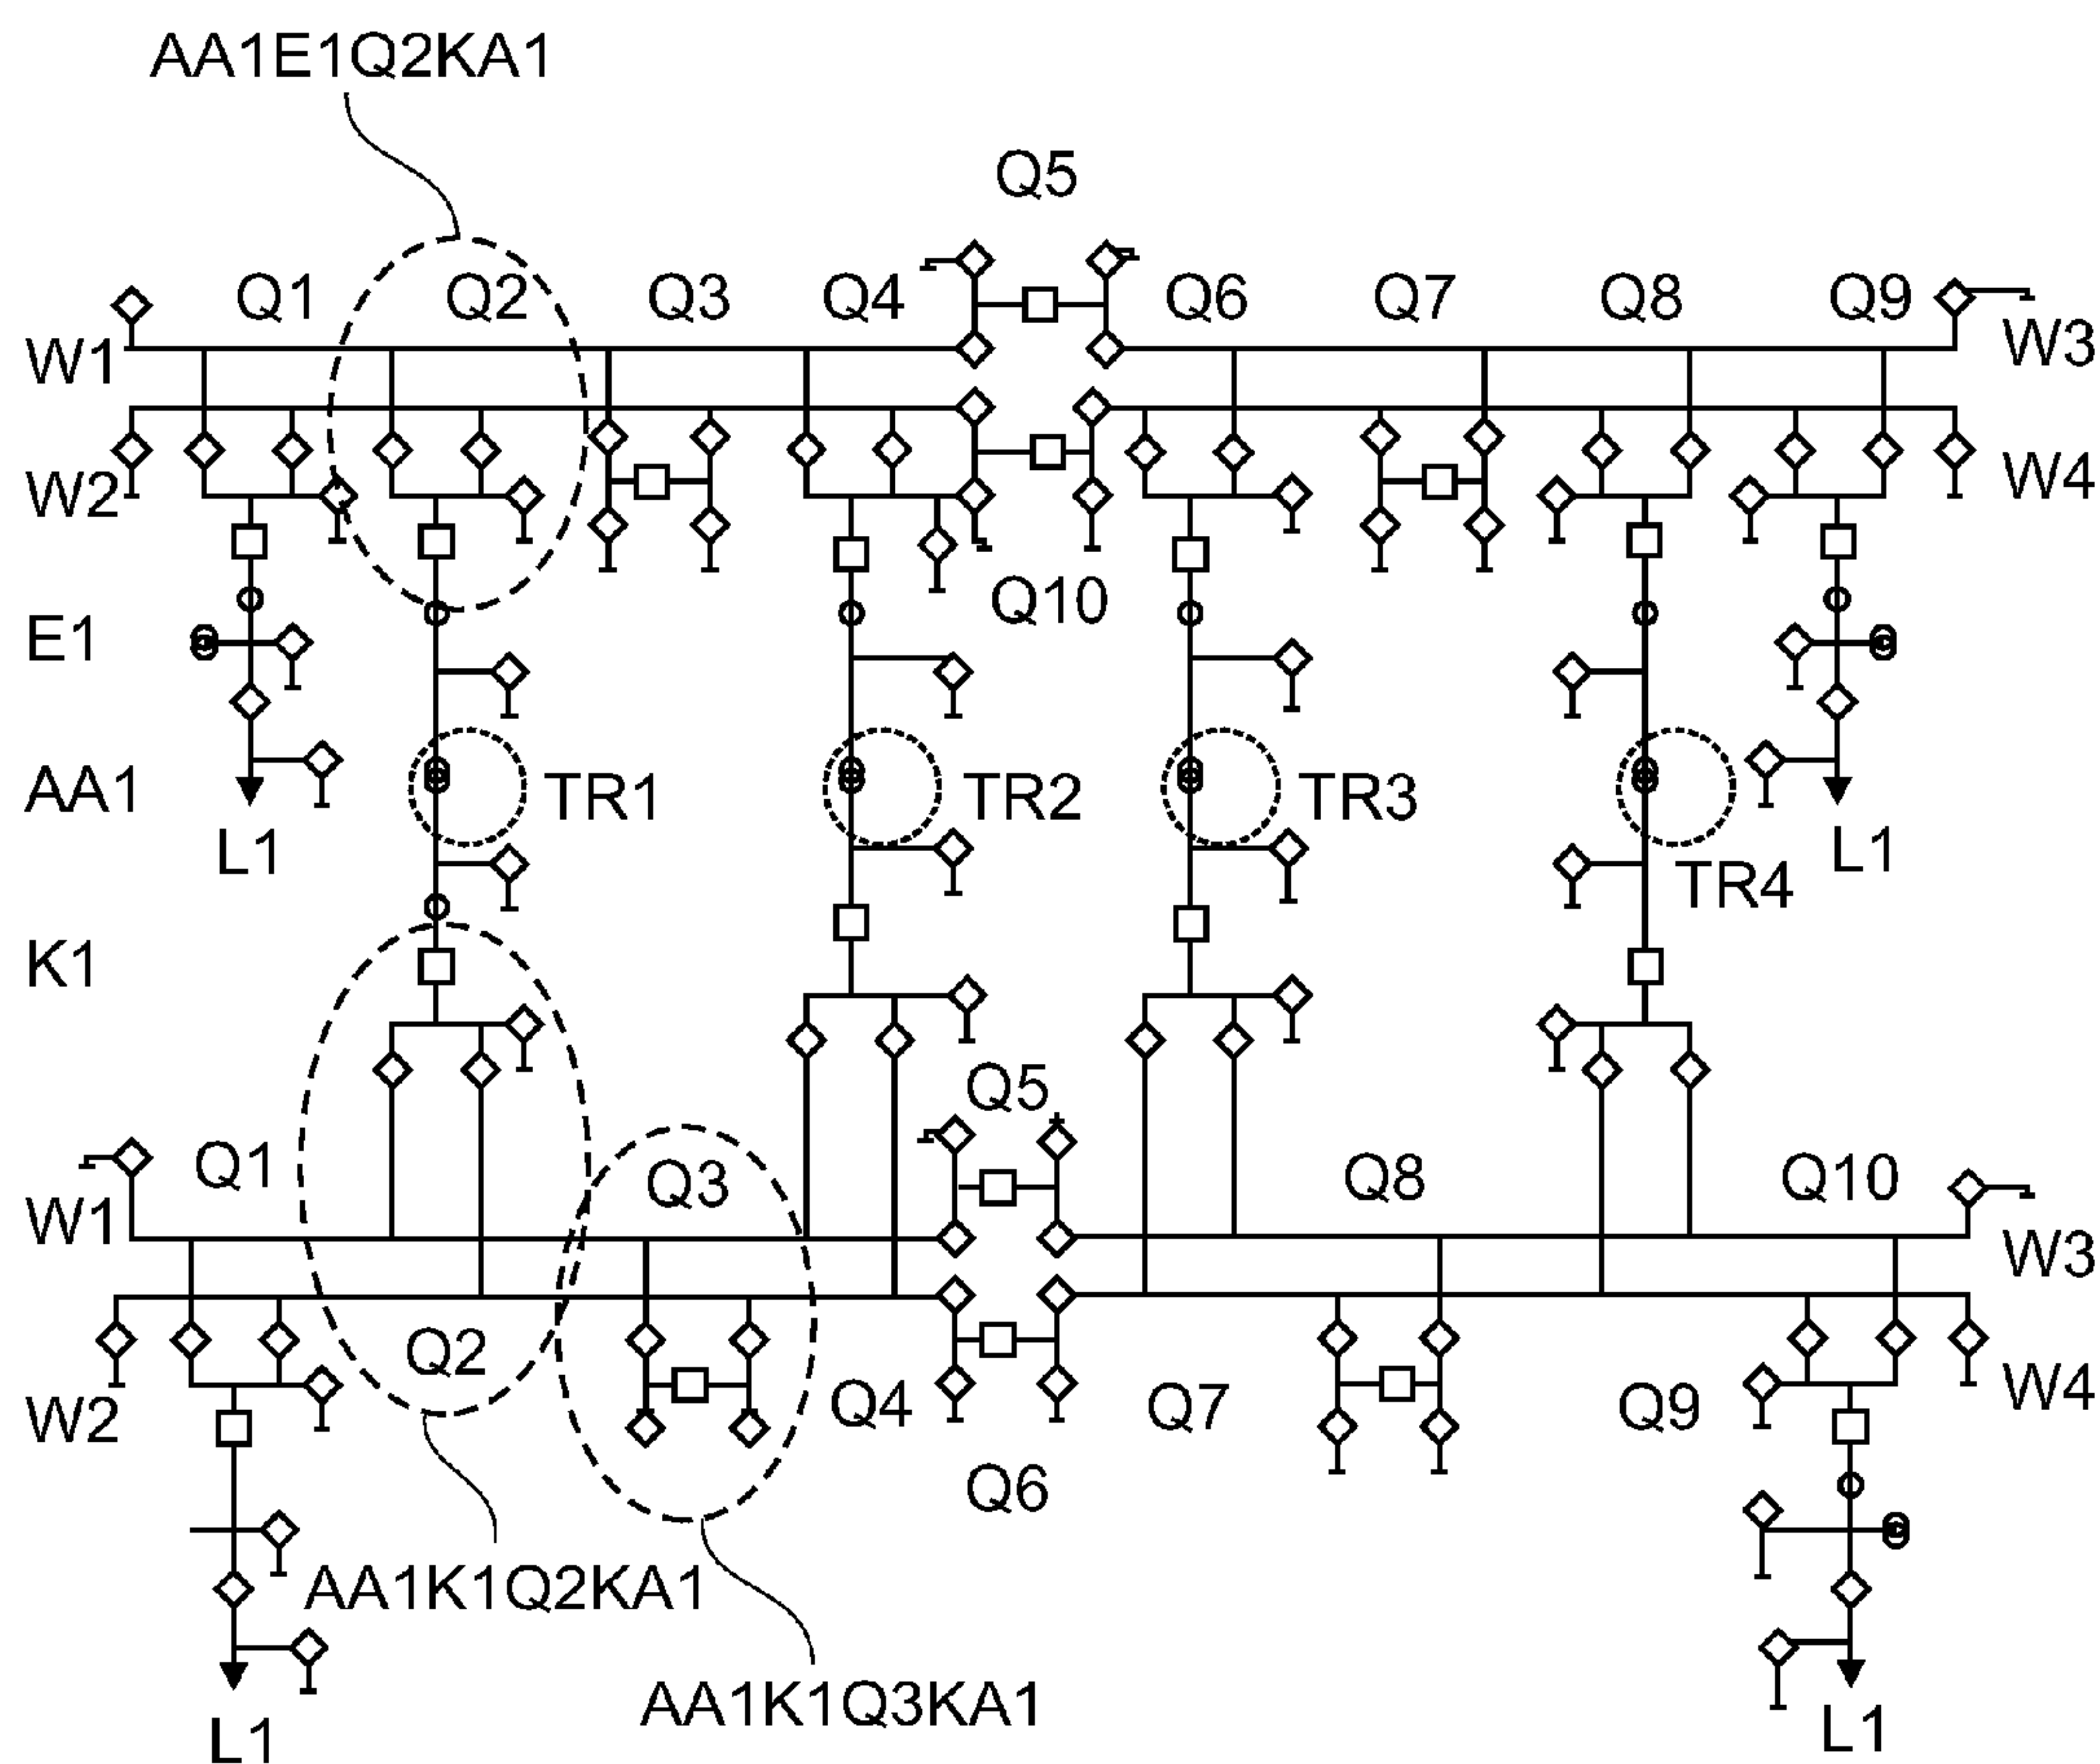 AA1E1Q2KA1
Q5
Q1 Q2 Q3 Q4 Q6 Q7 Q8 Q9
W1 W3
W2 W4
Q10
E1
AA1 TR1 TR2 TR3
L1 TR4 L1
K1
Q5
Q1 Q3 Q8 Q10
W1 W3
Q2
W2 Q4 Q7 Q9 W4
Q6
AA1K1Q2KA1
AA1K1Q3KA1
L1 L1